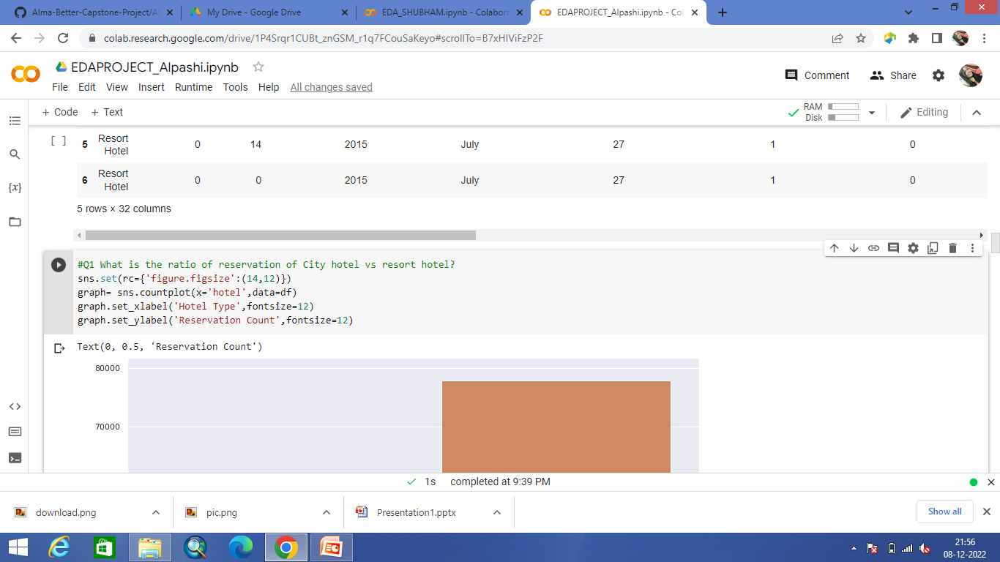 Alma-Better-Capstone-Project/Al
My Drive - Google Drive
EDA_SHUBHAM.ipynb - Colabora
EDAPROJECT_Alpashi.ipynb - Col
colab.research.google.com/drive/1P4Srqr1CUBt_znGSM_r1q7FCouSaKeyo#scrollTo=B7xHIViFzP2F
EDAPROJECT_Alpashi.ipynb
File Edit View Insert Runtime Tools Help All changes saved
Comment Share
+ Code + Text
RAM
Disk
Editing
[ ] 5 Resort Hotel 0 14 2015 July 27 1 0
6 Resort Hotel 0 0 2015 July 27 1 0
5 rows × 32 columns
#Q1 What is the ratio of reservation of City hotel vs resort hotel?
sns.set(rc={'figure.figsize':(14,12)})
graph= sns.countplot(x='hotel',data=df)
graph.set_xlabel('Hotel Type',fontsize=12)
graph.set_ylabel('Reservation Count',fontsize=12)
Text(0, 0.5, 'Reservation Count')
80000
70000
1s completed at 9:39 PM
download.png
pic.png
Presentation1.pptx
Show all
21:56
08-12-2022